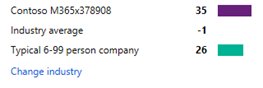 Contoso M365x378908 35
Industry average -1
Typical 6-99 person company 26
Change industry